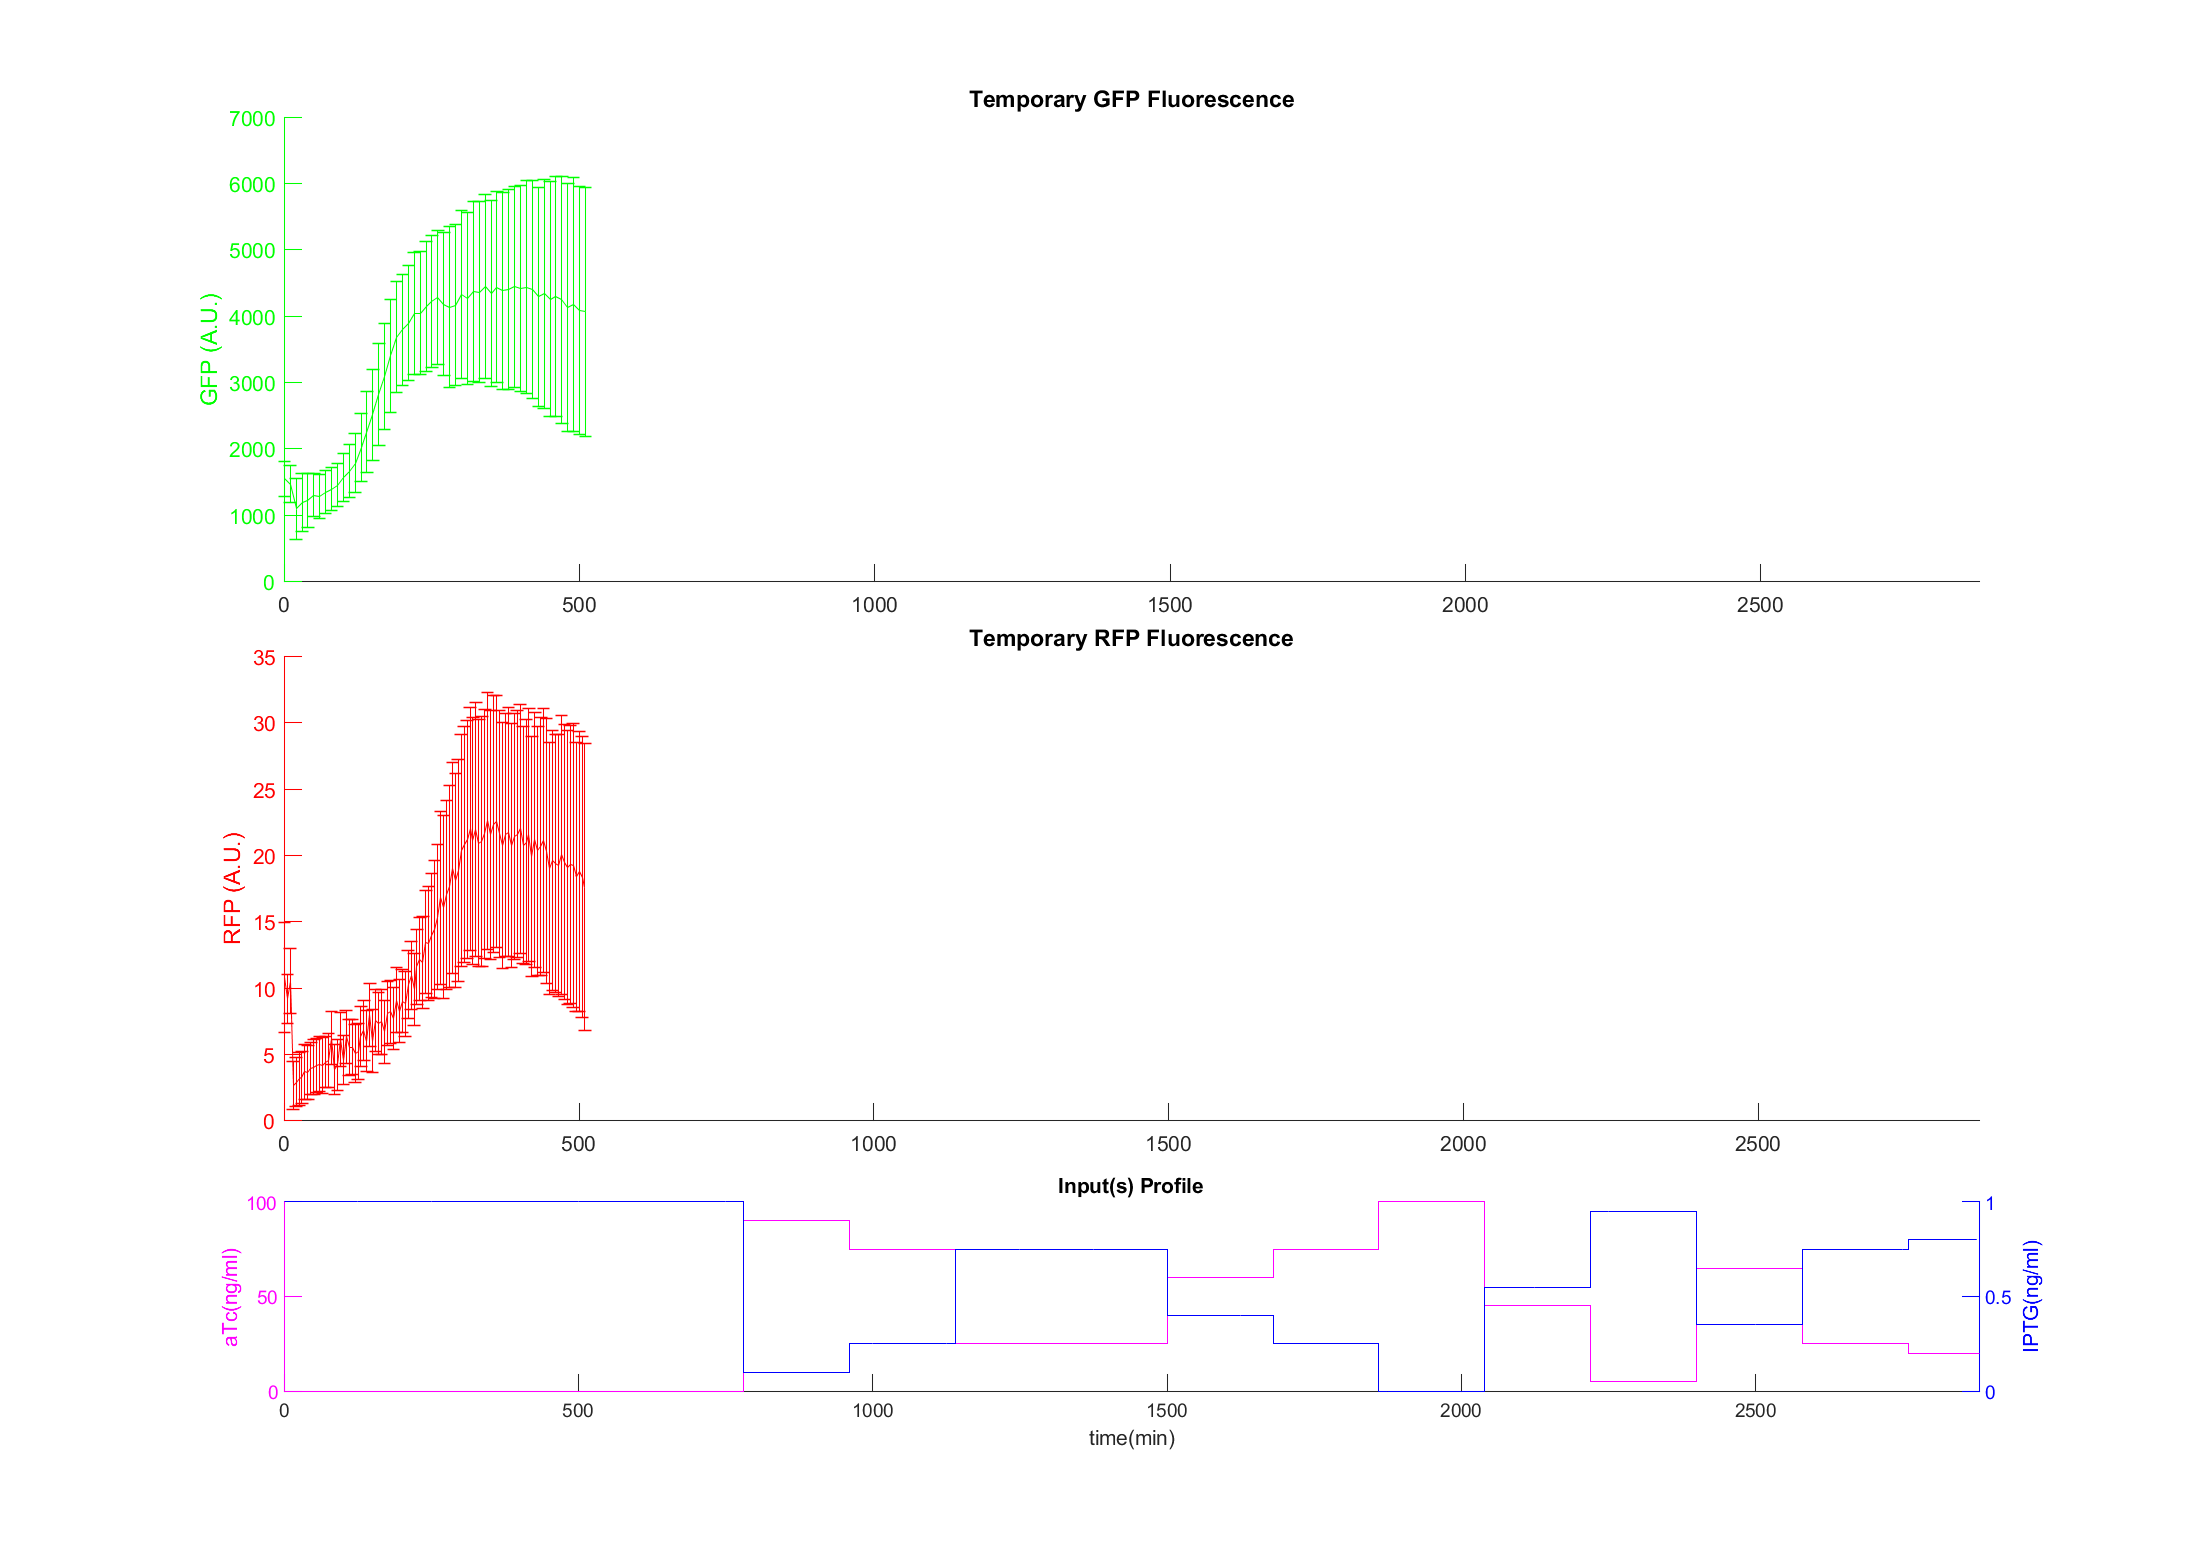 Temporary GFP Fluorescence
7000
6000
5000
4000
3000
2000
1000
0
GFP (A.U.)
0 500 1000 1500 2000 2500
Temporary RFP Fluorescence
35
30
25
20
15
10
5
0
RFP (A.U.)
0 500 1000 1500 2000 2500
Input(s) Profile
100
50
0
aTc(ng/ml)
1
0.5
0
IPTG(ng/ml)
0 500 1000 1500 2000 2500
time(min)